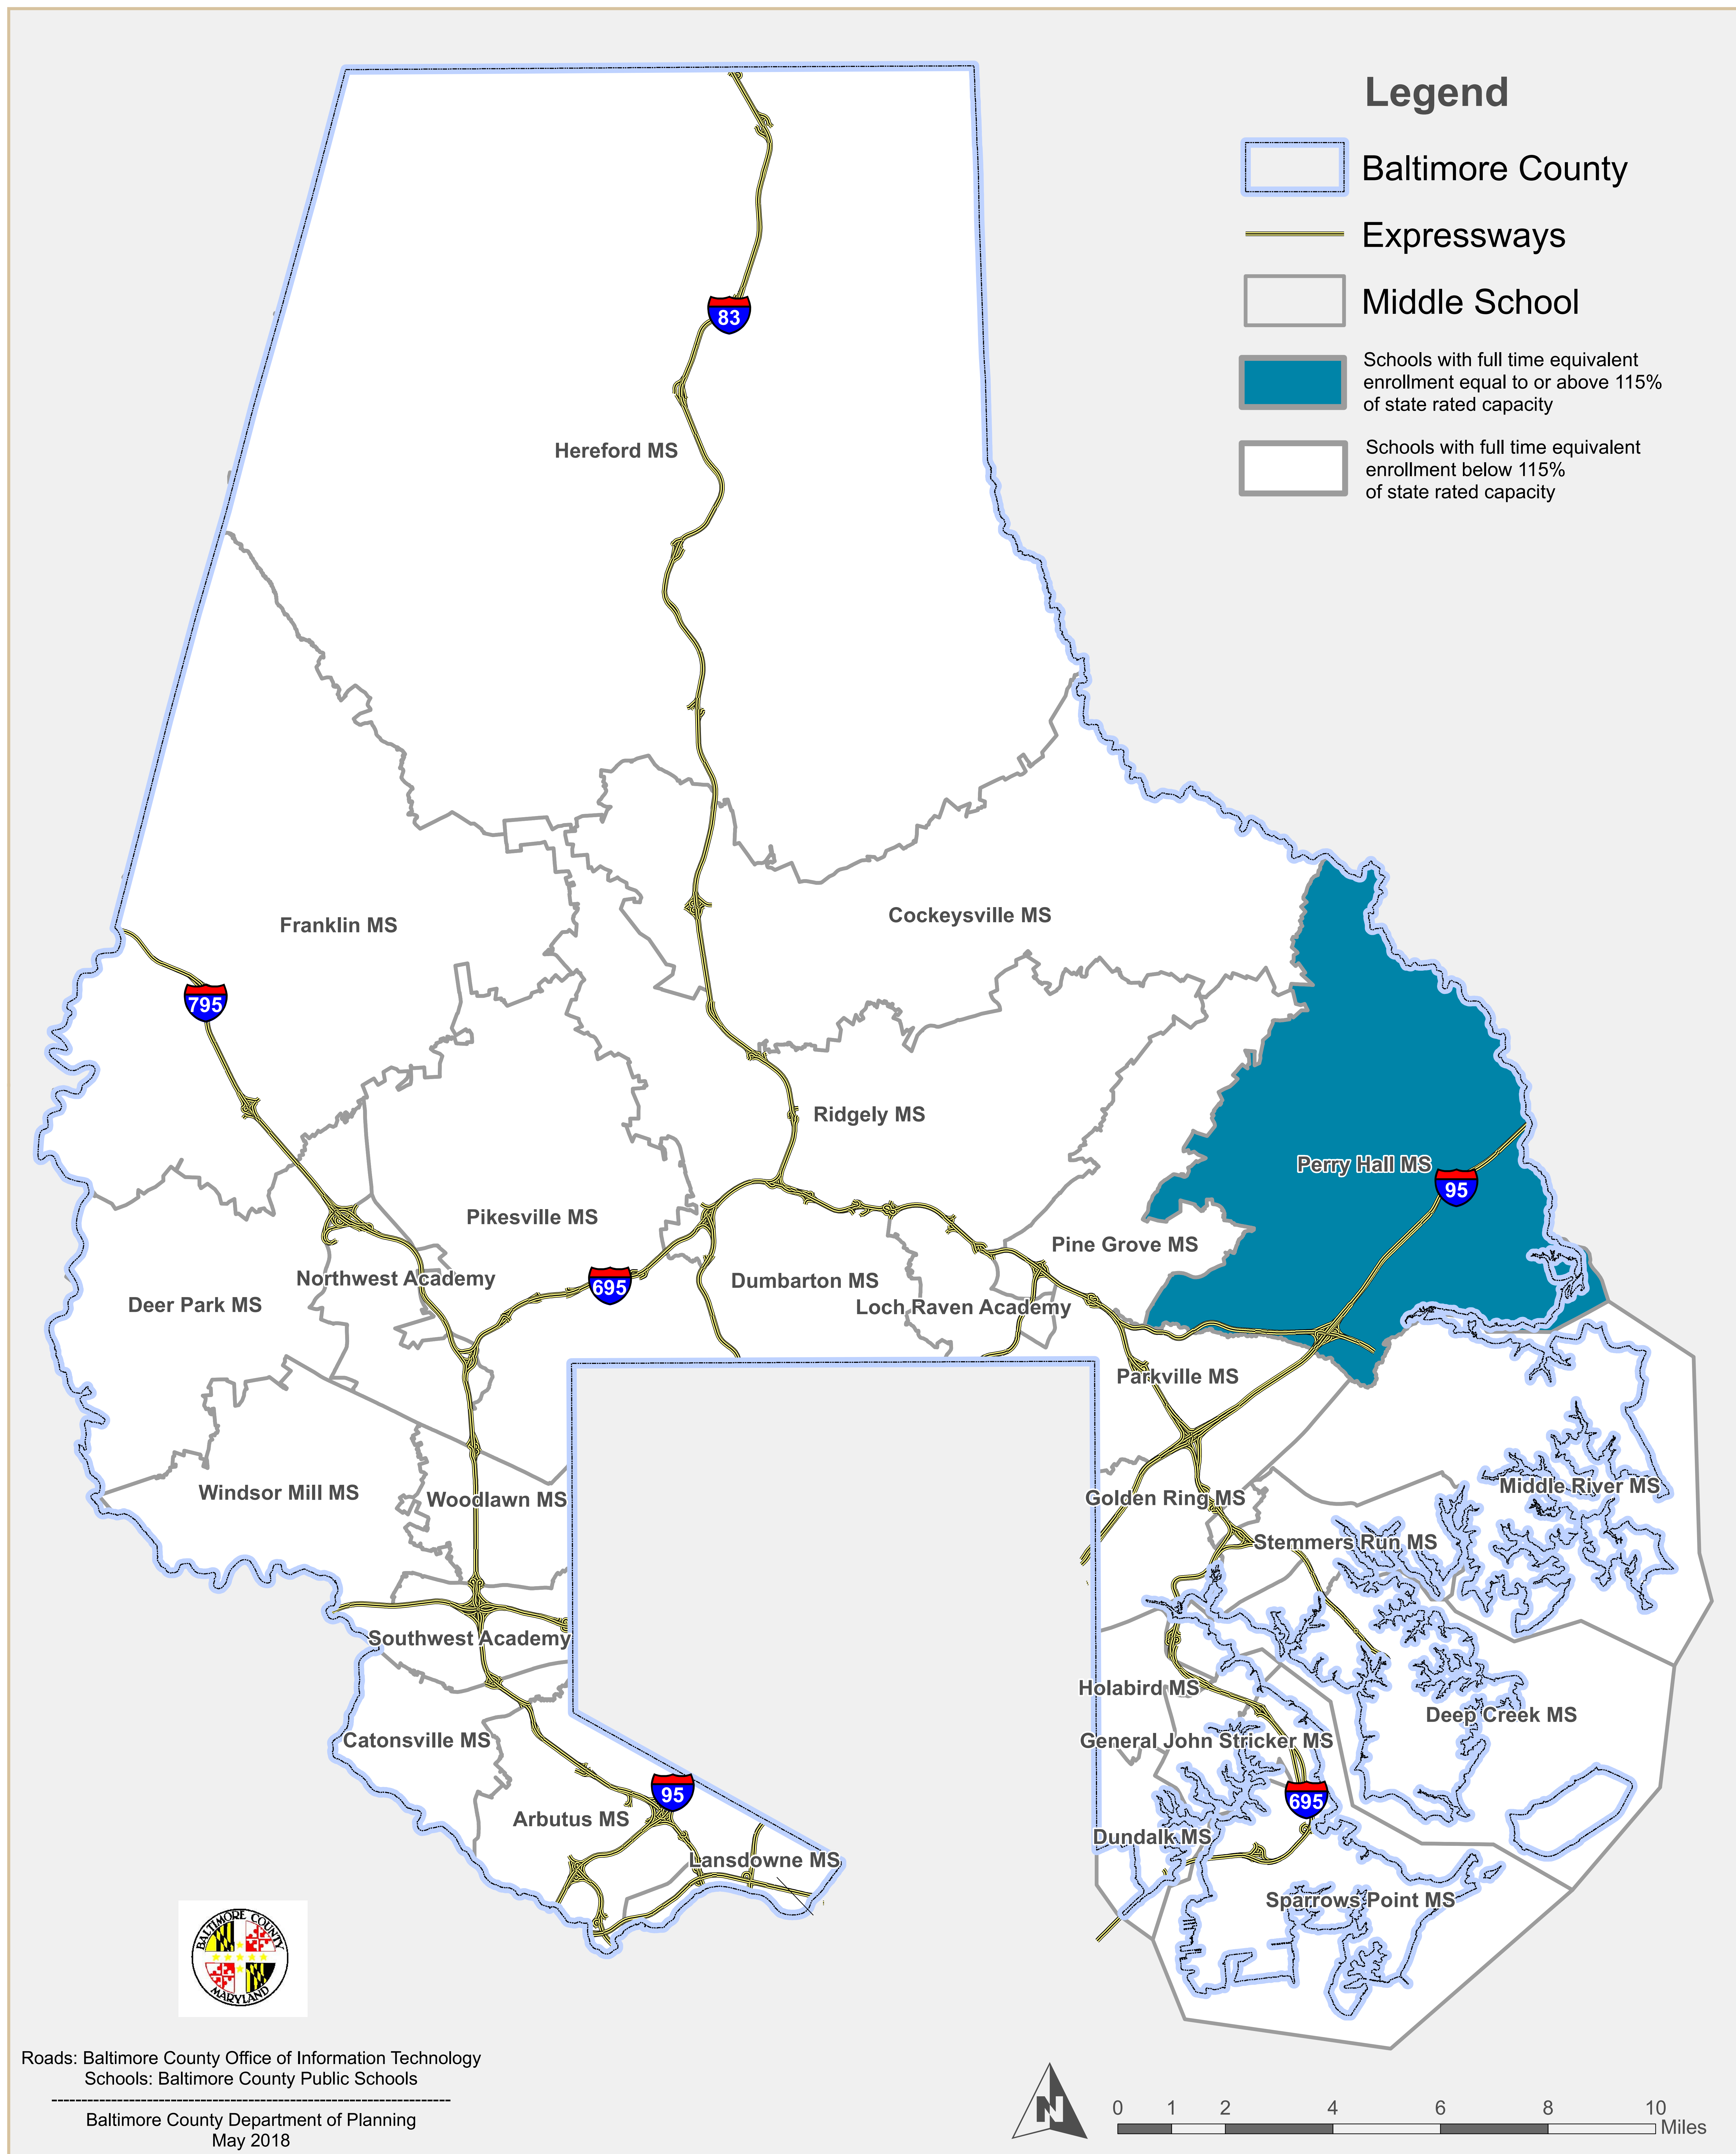 Legend
Baltimore County
Expressways
Middle School
Schools with full time equivalent
enrollment equal to or above 115%
of state rated capacity
Schools with full time equivalent
enrollment below 115%
of state rated capacity
83
Hereford MS
Franklin MS
Cockeysville MS
795
Ridgely MS
Perry Hall MS
95
Pikesville MS
Pine Grove MS
Northwest Academy
695
Dumbarton MS
Deer Park MS
Loch Raven Academy
Parkville MS
Windsor Mill MS
Woodlawn MS
Golden Ring MS
Middle River MS
Stemmers Run MS
Southwest Academy
Holabird MS
Deep Creek MS
Catonsville MS
General John Stricker MS
95
695
Arbutus MS
Dundalk MS
Lansdowne MS
Sparrows Point MS
BALTIMORE COUNTY
MARYLAND
Roads: Baltimore County Office of Information Technology
Schools: Baltimore County Public Schools
-------------------------------------------------------------------
Baltimore County Department of Planning
May 2018
N
0 1 2 4 6 8 10
Miles